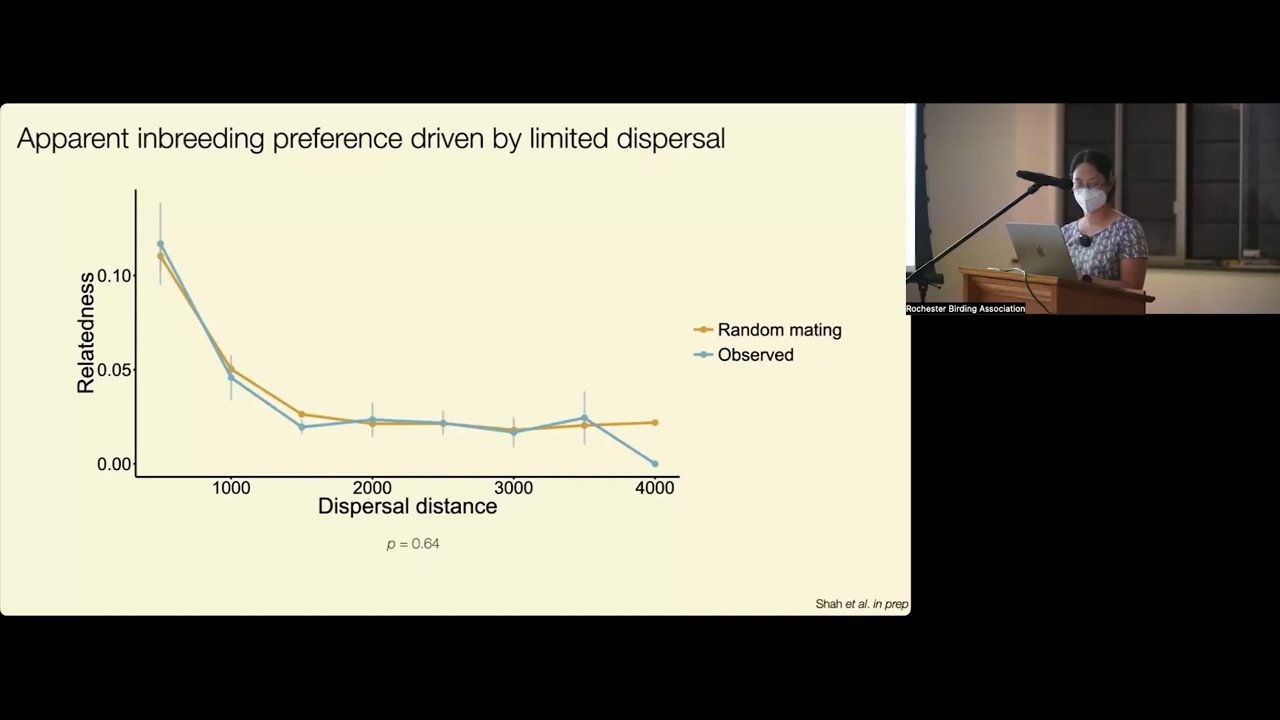 Apparent inbreeding preference driven by limited dispersal
Relatedness
0.10
0.05
0.00
1000 2000 3000 4000
Dispersal distance
p = 0.64
Random mating
Observed
Shah et al. in prep
Rochester Birding Association